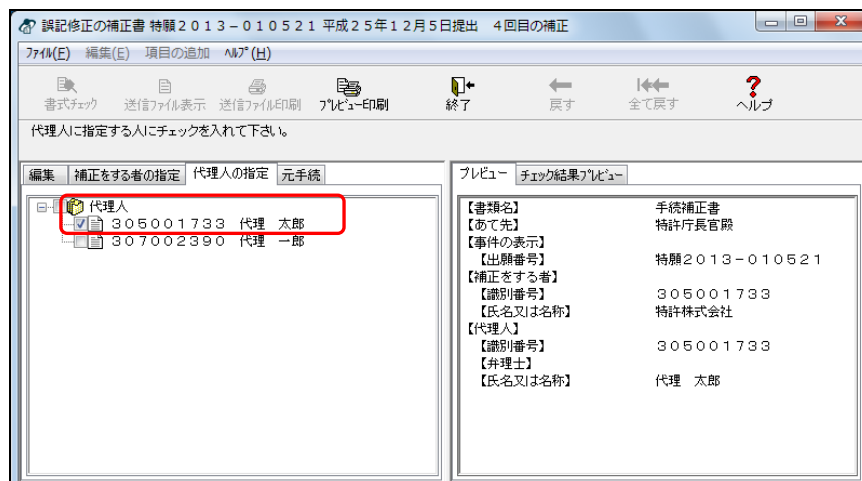 誤記修正の補正書 特願２０１３－０１０５２１ 平成２５年１２月５日提出　４回目の補正
ﾌｧｲﾙ(F)　編集(E)　項目の追加　ﾍﾙﾌﾟ(H)
書式ﾁｪｯｸ　送信ﾌｧｲﾙ表示　送信ﾌｧｲﾙ印刷　ﾌﾟﾚﾋﾞｭｰ印刷　終了　戻す　全て戻す　ヘルプ
代理人に指定する人にチェックを入れて下さい。
編集　補正をする者の指定　代理人の指定　元手続
代理人
３０５００１７３３　代理　太郎
３０７００２３９０　代理　一郎
プレビュー　チェック結果ﾌﾟﾚﾋﾞｭｰ
【書類名】　手続補正書
【あて先】　特許庁長官殿
【事件の表示】
【出願番号】　特願２０１３－０１０５２１
【補正をする者】
【識別番号】　３０５００１７３３
【氏名又は名称】　特許株式会社
【代理人】
【識別番号】　３０５００１７３３
【弁理士】
【氏名又は名称】　代理　太郎